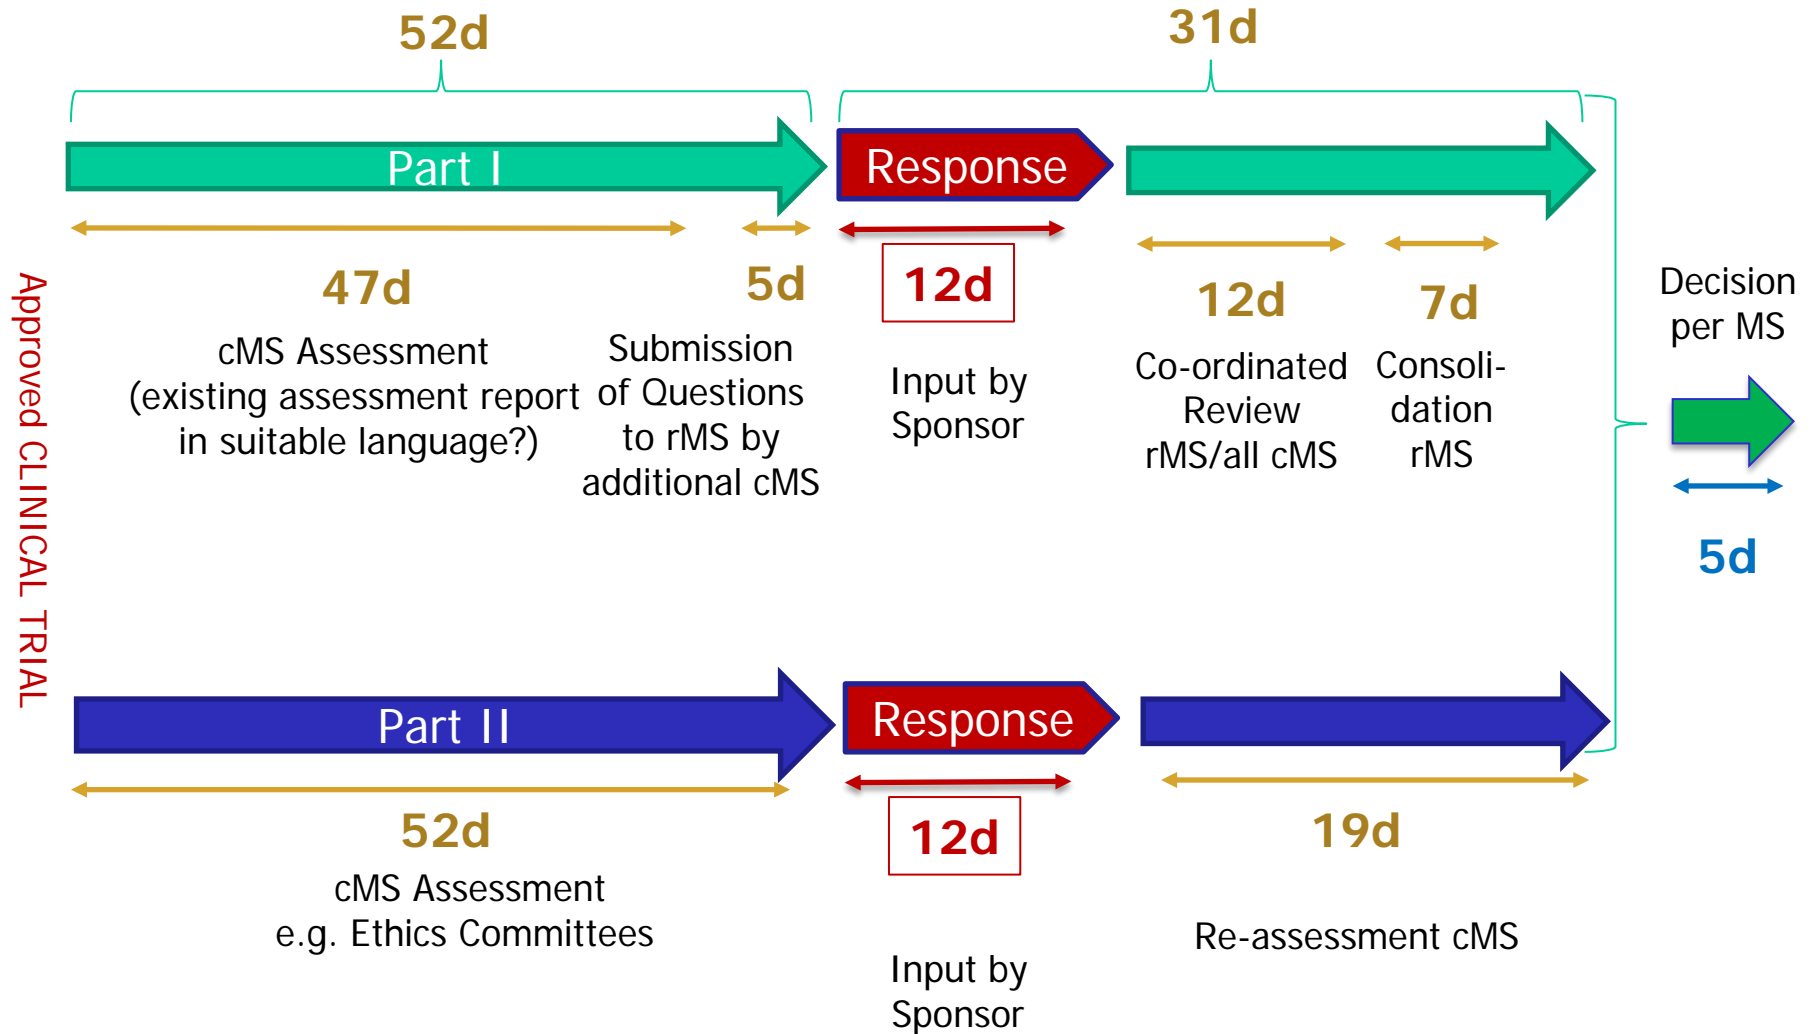 52d
31d
Part I
Response
47d
5d
12d
12d
7d
cMS Assessment
(existing assessment report
in suitable language?)
Submission
of Questions
to rMS by
additional cMS
Input by
Sponsor
Co-ordinated
Review
rMS/all cMS
Consoli-
dation
rMS
Decision
per MS
5d
Approved CLINICAL TRIAL
Part II
Response
52d
12d
19d
cMS Assessment
e.g. Ethics Committees
Input by
Sponsor
Re-assessment cMS